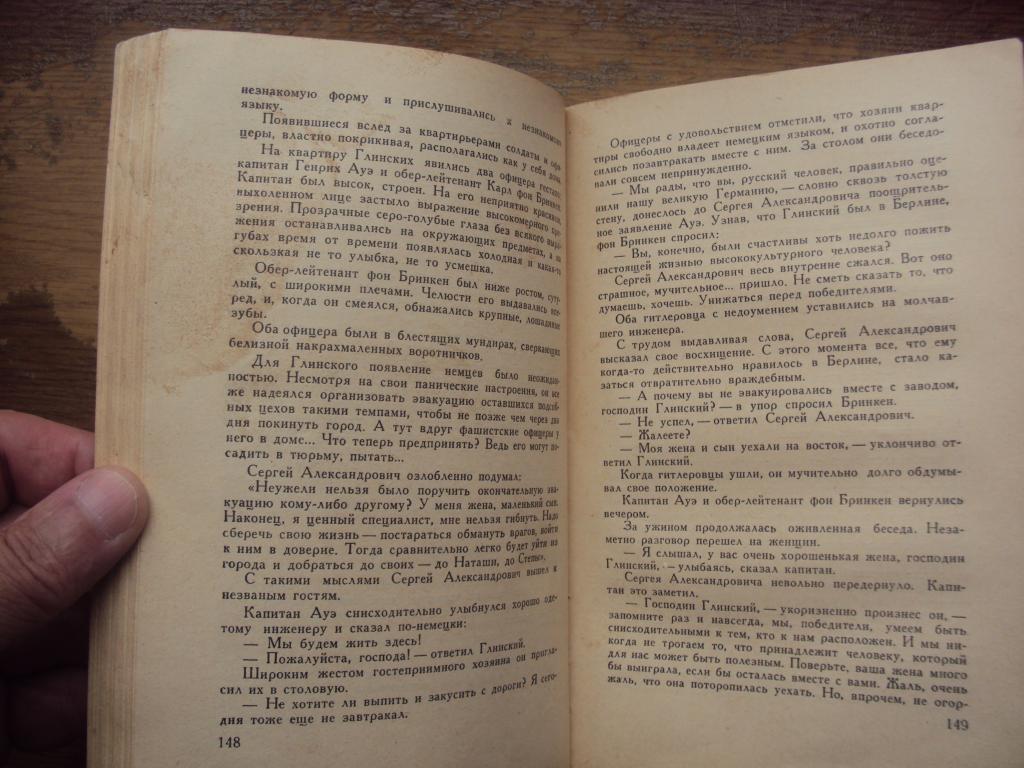 незнакомую форму и прислушивались к незнакомому
языку.
Появившиеся вслед за квартирьерами солдаты и офи-
церы, властно покрикивая, располагались как у себя дома.
На квартиру Глинских явились два офицера гестапо:
капитан Генрих Ауэ и обер-лейтенант Карл фон Бринкен.
Капитан был высок, строен. На его неприятно красивом,
выхоленном лице застыло выражение высокомерного през-
рения. Прозрачные серо-голубые глаза без всякого выра-
жения останавливались на окружающих предметах, а на
губах время от времени появлялась холодная и какая-то
скользкая не то улыбка, не то усмешка.
Обер-лейтенант фон Бринкен был ниже ростом, суту-
лый, с широкими плечами. Челюсти его выдавались впе-
ред, и, когда он смеялся, обнажались крупные, лошадиные
зубы.
Оба офицера были в блестящих мундирах, сверкающих
белизной накрахмаленных воротничков.
Для Глинского появление немцев было неожидан-
ностью. Несмотря на свои панические настроения, он все
же надеялся организовать эвакуацию оставшихся подсоб-
ных цехов такими темпами, чтобы не позже чем через два
дня покинуть город. А тут вдруг фашистские офицеры у
него в доме... Что теперь предпринять? Ведь его могут по-
садить в тюрьму, пытать...
Сергей Александрович озлобленно подумал:
«Неужели нельзя было поручить окончательную эва-
куацию кому-либо другому? У меня жена, маленький сын.
Наконец, я ценный специалист, мне нельзя гибнуть. Надо
сберечь свою жизнь — постараться обмануть врагов, войти
к ним в доверие. Тогда сравнительно легко будет уйти из
города и добраться до своих — до Наташи, до Степы».
С такими мыслями Сергей Александрович вышел к
незваным гостям.
Капитан Ауэ снисходительно улыбнулся хорошо оде-
тому инженеру и сказал по-немецки:
— Мы будем жить здесь!
— Пожалуйста, господа! — ответил Глинский.
Широким жестом гостеприимного хозяина он пригла-
сил их в столовую.
— Не хотите ли выпить и закусить с дороги? Я сего-
дня тоже еще не завтракал.
148
Офицеры с удовольствием отметили, что хозяин квар-
тиры свободно владеет немецким языком, и охотно согла-
сились позавтракать вместе с ним. За столом они беседо-
вали совсем непринужденно.
— Мы рады, что вы, русский человек, правильно оце-
нили нашу великую Германию, — словно сквозь толстую
стену, донеслось до Сергея Александровича поощритель-
ное заявление Ауэ. Узнав, что Глинский был в Берлине,
фон Бринкен спросил:
— Вы, конечно, были счастливы хоть недолго пожить
настоящей жизнью высококультурного человека?
Сергей Александрович весь внутренне сжался. Вот оно
страшное, мучительное... пришло. Не сметь сказать то, что
думаешь, хочешь. Унижаться перед победителями.
Оба гитлеровца с недоумением уставились на молчав-
шего инженера.
С трудом выдавливая слова, Сергей Александрович
высказал свое восхищение. С этого момента все, что ему
когда-то действительно нравилось в Берлине, стало ка-
заться отвратительно враждебным.
— А почему вы не эвакуировались вместе с заводом,
господин Глинский? — в упор спросил Бринкен.
— Не успел, — ответил Сергей Александрович.
— Жалеете?
— Моя жена и сын уехали на восток, — уклончиво от-
ветил Глинский.
Когда гитлеровцы ушли, он мучительно долго обдумы-
вал свое положение.
Капитан Ауэ и обер-лейтенант фон Бринкен вернулись
вечером.
За ужином продолжалась оживленная беседа. Неза-
метно разговор перешел на женщин.
— Я слышал, у вас очень хорошенькая жена, господин
Глинский, — улыбаясь, сказал капитан.
Сергея Александровича невольно передернуло. Капи-
тан это заметил.
— Господин Глинский, — укоризненно произнес он, —
запомните раз и навсегда, мы, победители, умеем быть
снисходительными к тем, кто к нам расположен. И мы ни-
когда не трогаем то, что принадлежит человеку, который
для нас может быть полезным. Поверьте, ваша жена много
бы выиграла, если бы осталась вместе с вами. Жаль, очень
жаль, что она поторопилась уехать. Но, впрочем, не огор-
149